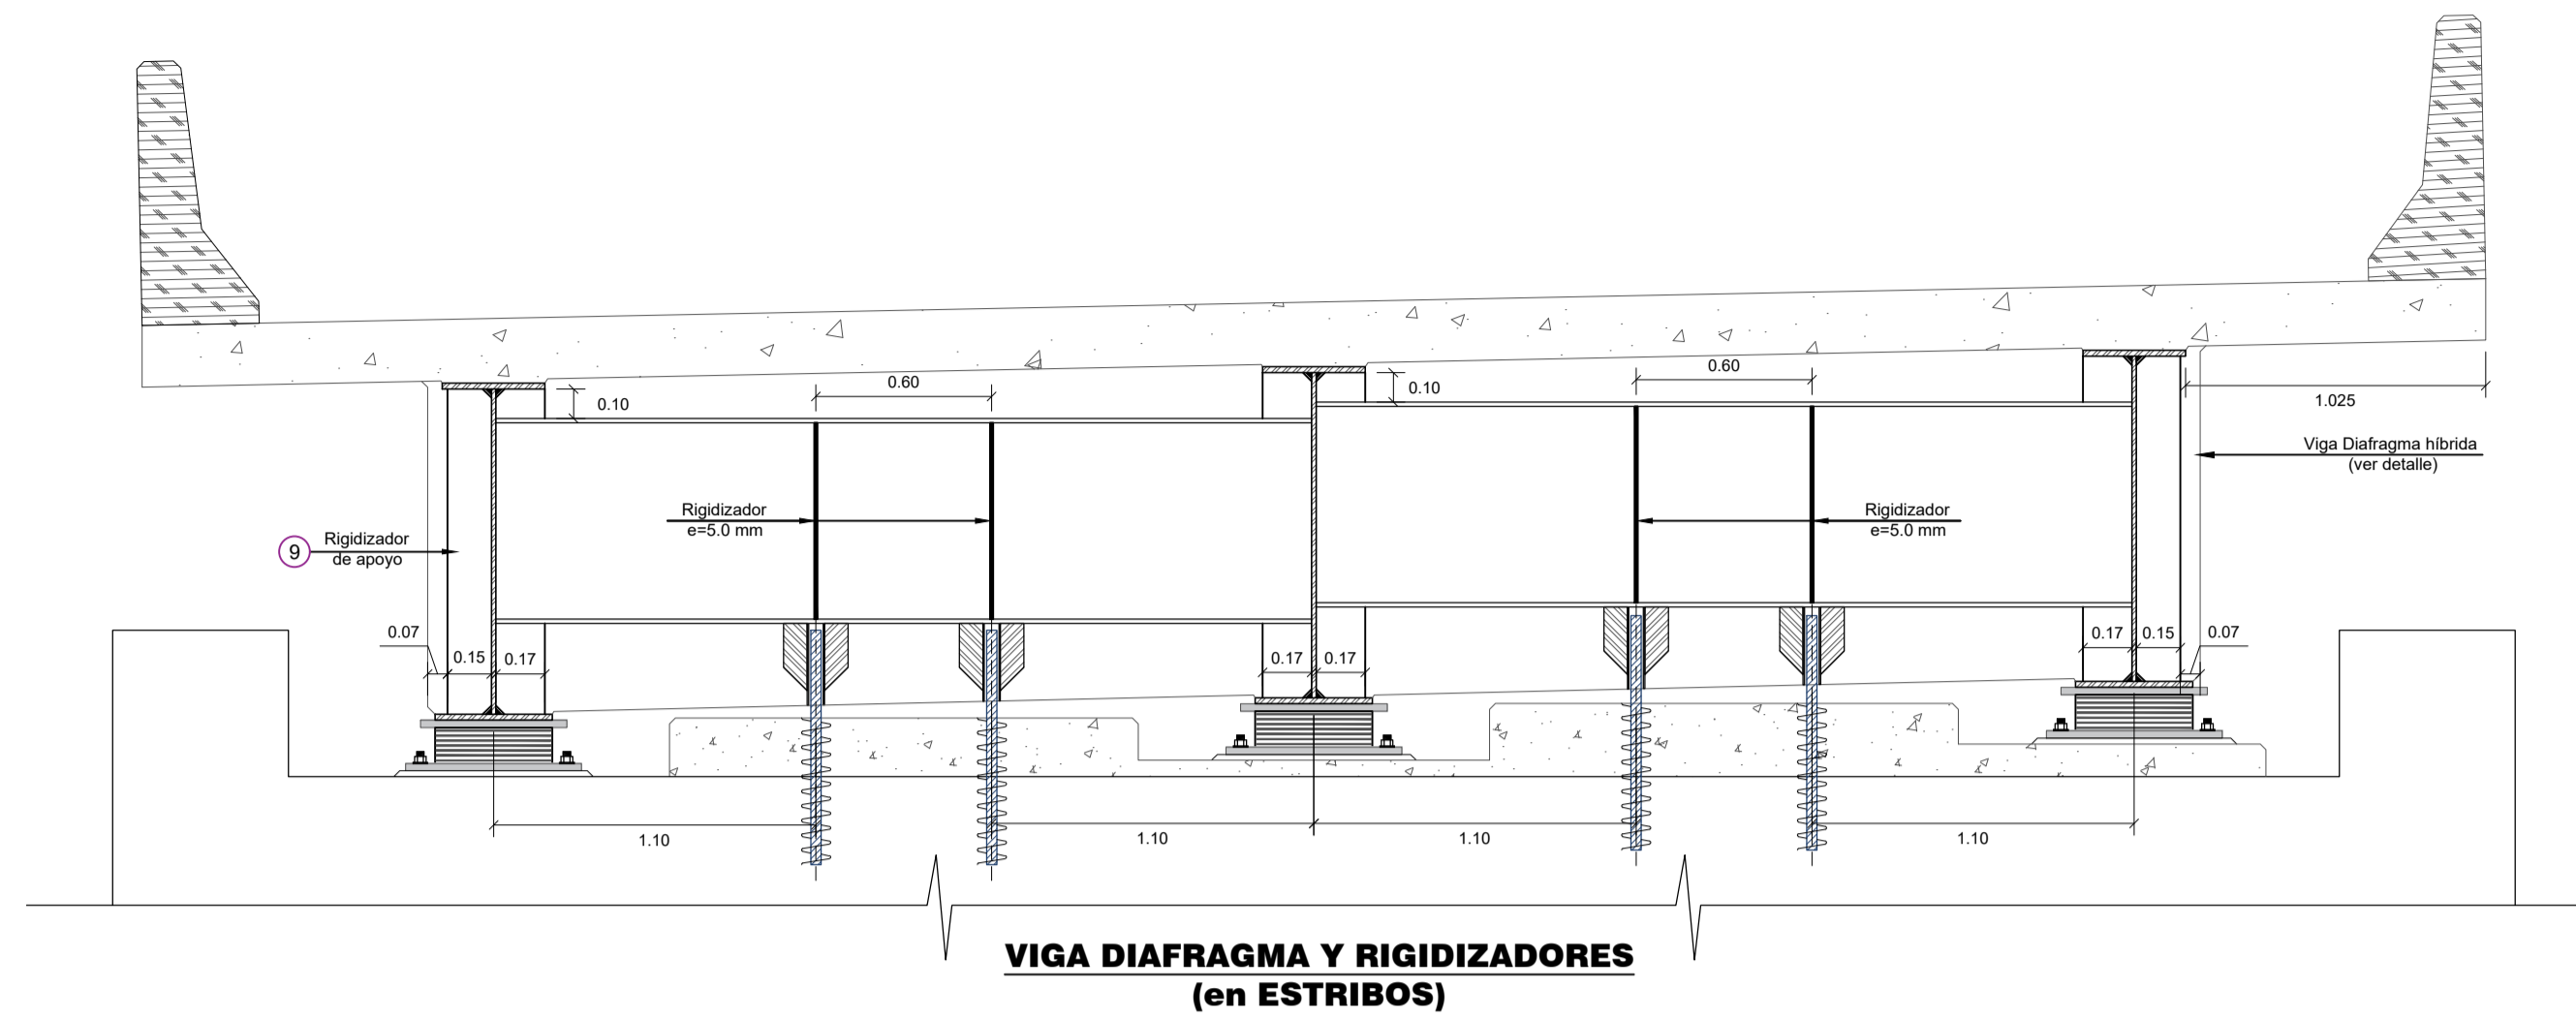 0.60
0.60
0.10
0.10
1.025
Viga Diafragma híbrida
(ver detalle)
Rigidizador
e=5.0 mm
Rigidizador
e=5.0 mm
9
Rigidizador
de apoyo
0.07
0.15
0.17
0.17
0.17
0.17
0.15
0.07
1.10
1.10
1.10
1.10
VIGA DIAFRAGMA Y RIGIDIZADORES
(en ESTRIBOS)